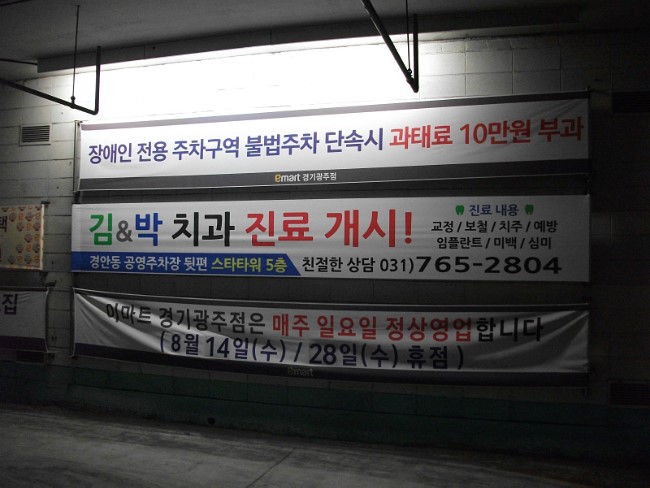 장애인 전용 주차구역 불법주차 단속시 과태료 10만원 부과
emart 경기광주점
김&박 치과 진료 개시!
진료 내용
교정 / 보철 / 치주 / 예방
임플란트 / 미백 / 심미
경안동 공영주차장 뒷편 스타타워 5층
친절한 상담 031)765-2804
이마트 경기광주점은 매주 일요일 정상영업합니다
( 8월 14일(수) / 28일(수) 휴점 )
emart
택
집